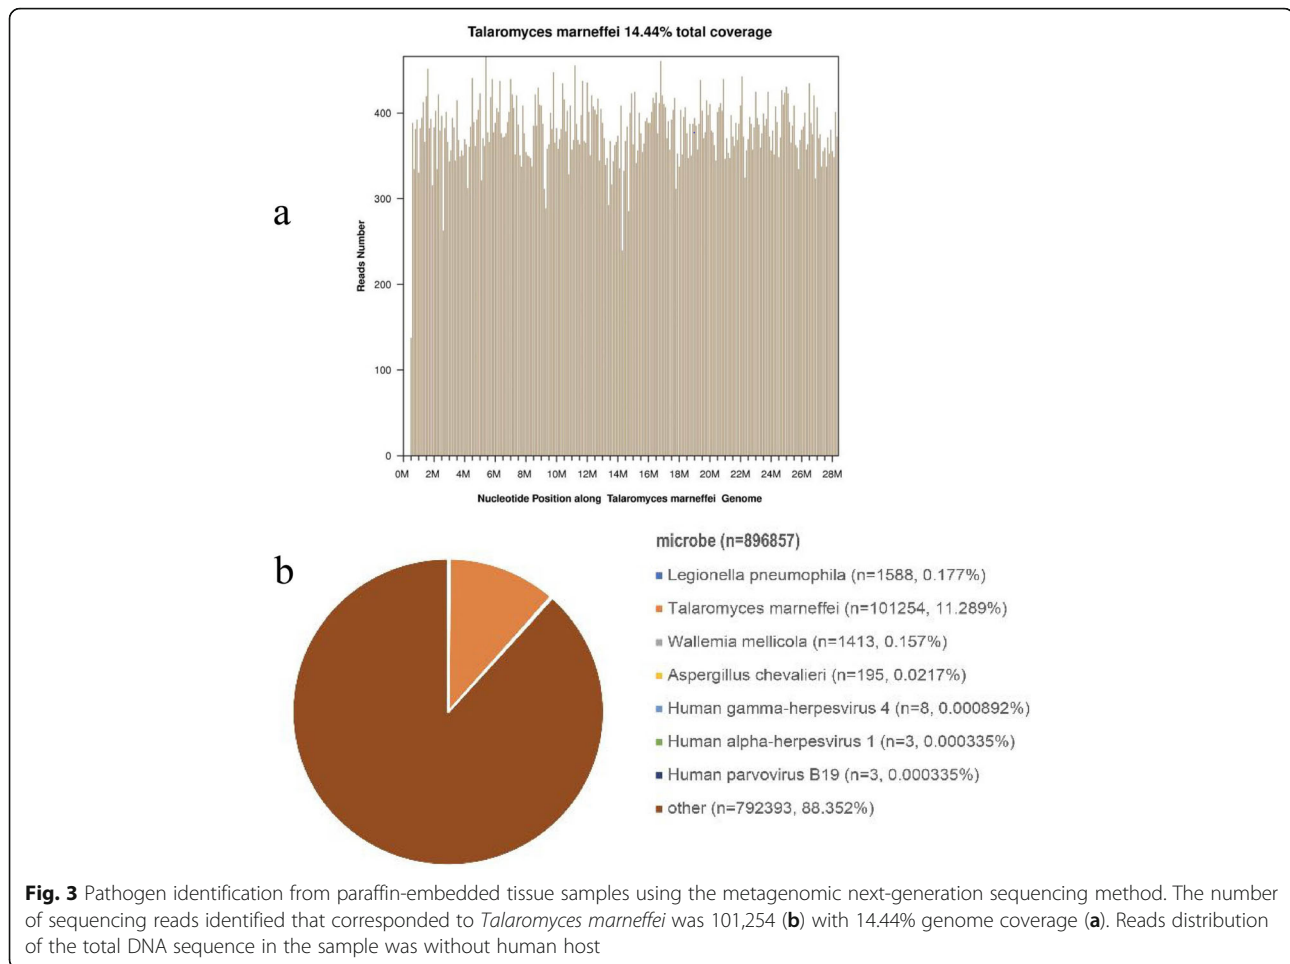 Talaromyces marneffei 14.44% total coverage
a
Reads Number
400
300
200
100
0
0M 2M 4M 6M 8M 10M 12M 14M 16M 18M 20M 22M 24M 26M 28M
Nucleotide Position along Talaromyces marneffei Genome
b
microbe (n=896857)
Legionella pneumophila (n=1588, 0.177%)
Talaromyces marneffei (n=101254, 11.289%)
Wallemia mellicola (n=1413, 0.157%)
Aspergillus chevalieri (n=195, 0.0217%)
Human gamma-herpesvirus 4 (n=8, 0.000892%)
Human alpha-herpesvirus 1 (n=3, 0.000335%)
Human parvovirus B19 (n=3, 0.000335%)
other (n=792393, 88.352%)
Fig. 3 Pathogen identification from paraffin-embedded tissue samples using the metagenomic next-generation sequencing method. The number
of sequencing reads identified that corresponded to Talaromyces marneffei was 101,254 (b) with 14.44% genome coverage (a). Reads distribution
of the total DNA sequence in the sample was without human host